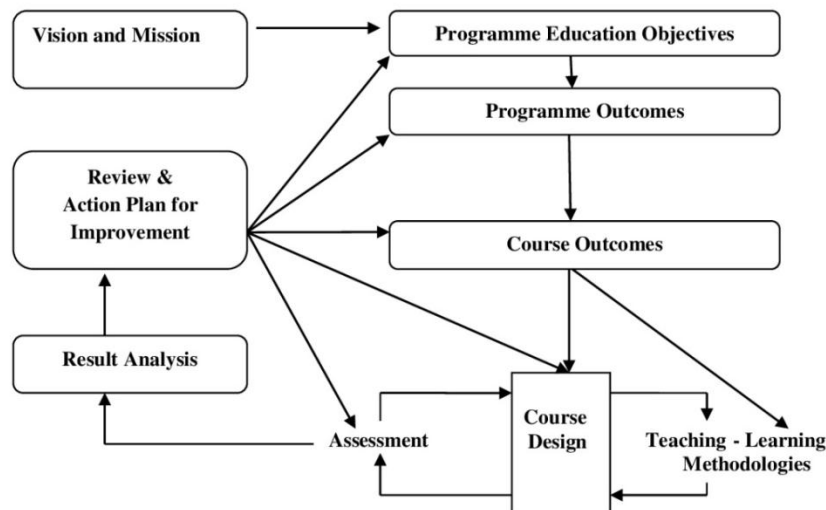 Vision and Mission
Programme Education Objectives
Programme Outcomes
Review &
Action Plan for
Improvement
Course Outcomes
Result Analysis
Assessment
Course
Design
Teaching - Learning
Methodologies